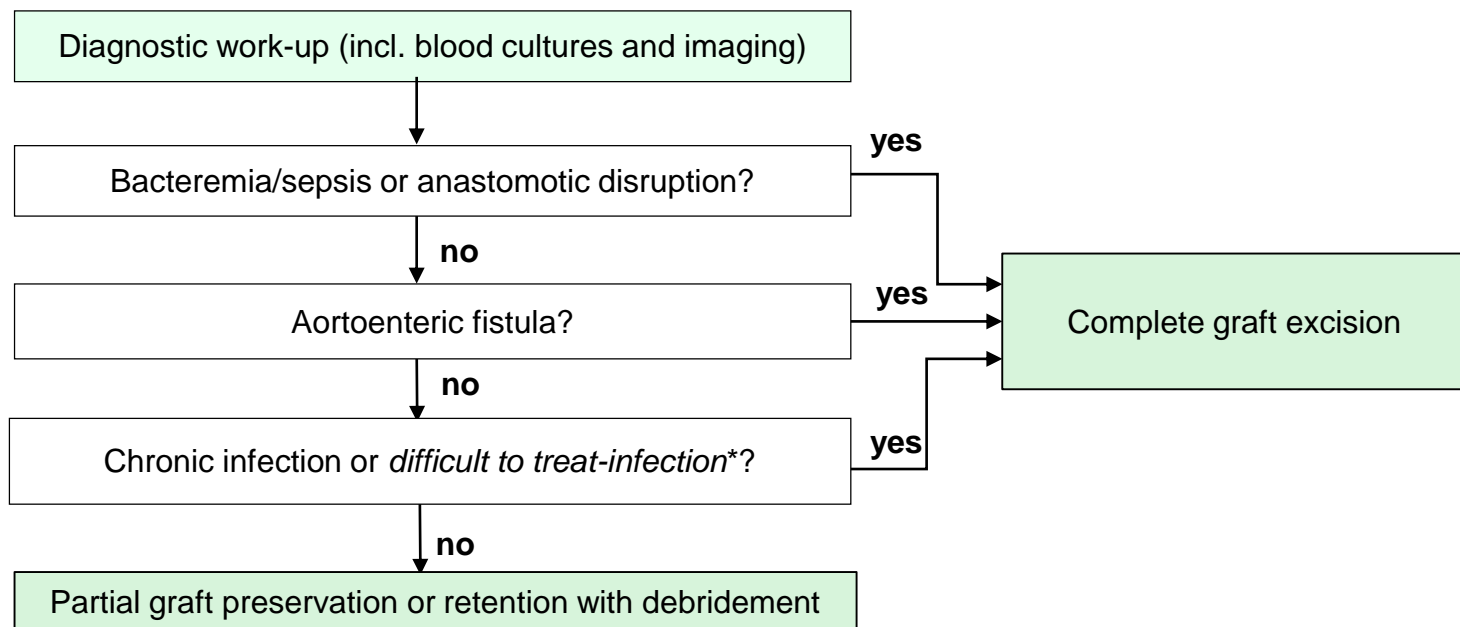 Diagnostic work-up (incl. blood cultures and imaging)
yes
Bacteremia/sepsis or anastomotic disruption?
no
yes
Aortoenteric fistula?
Complete graft excision
no
yes
Chronic infection or difficult to treat-infection*?
no
Partial graft preservation or retention with debridement